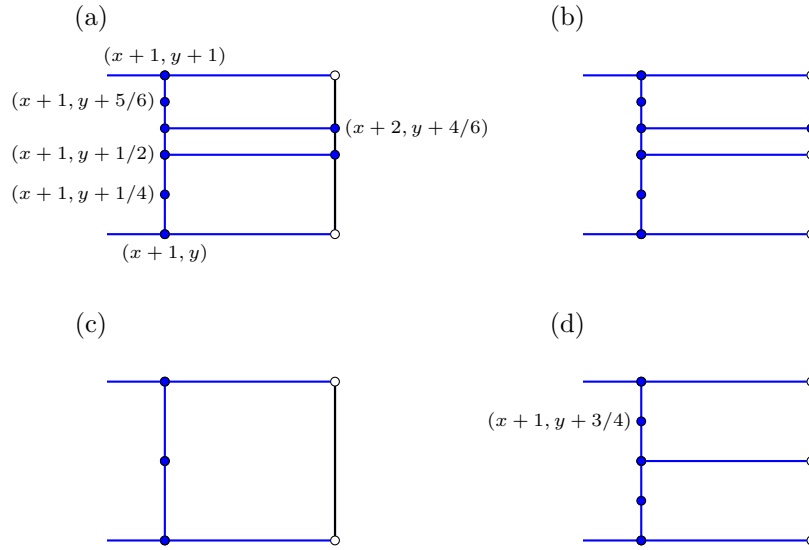 (a)
(b)
(x + 1, y + 1)
(x + 1, y + 5/6)
(x + 2, y + 4/6)
(x + 1, y + 1/2)
(x + 1, y + 1/4)
(x + 1, y)
(c)
(d)
(x + 1, y + 3/4)